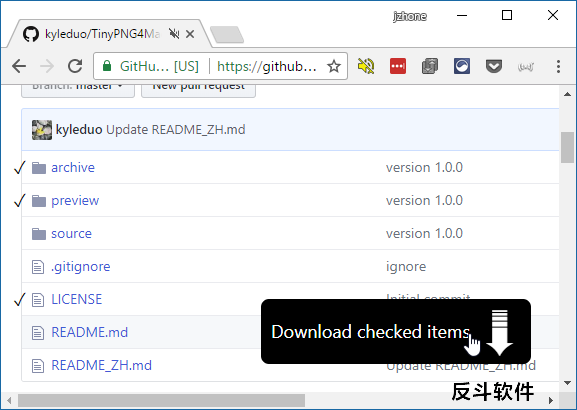 jzhone
kyleduo/TinyPNG4Ma
GitHu... [US] https://github...
Branch: master New pull request
kyleduo Update README_ZH.md
archive version 1.0.0
preview version 1.0.0
source version 1.0.0
.gitignore ignore
LICENSE Initial commit
README.md
Download checked items
README_ZH.md Update README_ZH.md
反斗软件